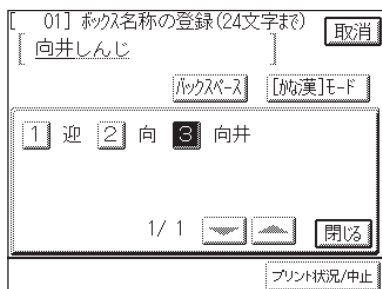 [ 01] ﾎﾞｯｸｽ名称の登録(24文字まで) 取消
[ 向井しんじ ]
ﾊﾞｯｸｽﾍﾟｰｽ [かな漢]ﾓｰﾄﾞ
1 迎 2 向 3 向井
1/ 1 閉じる
ﾌﾟﾘﾝﾄ状況/中止